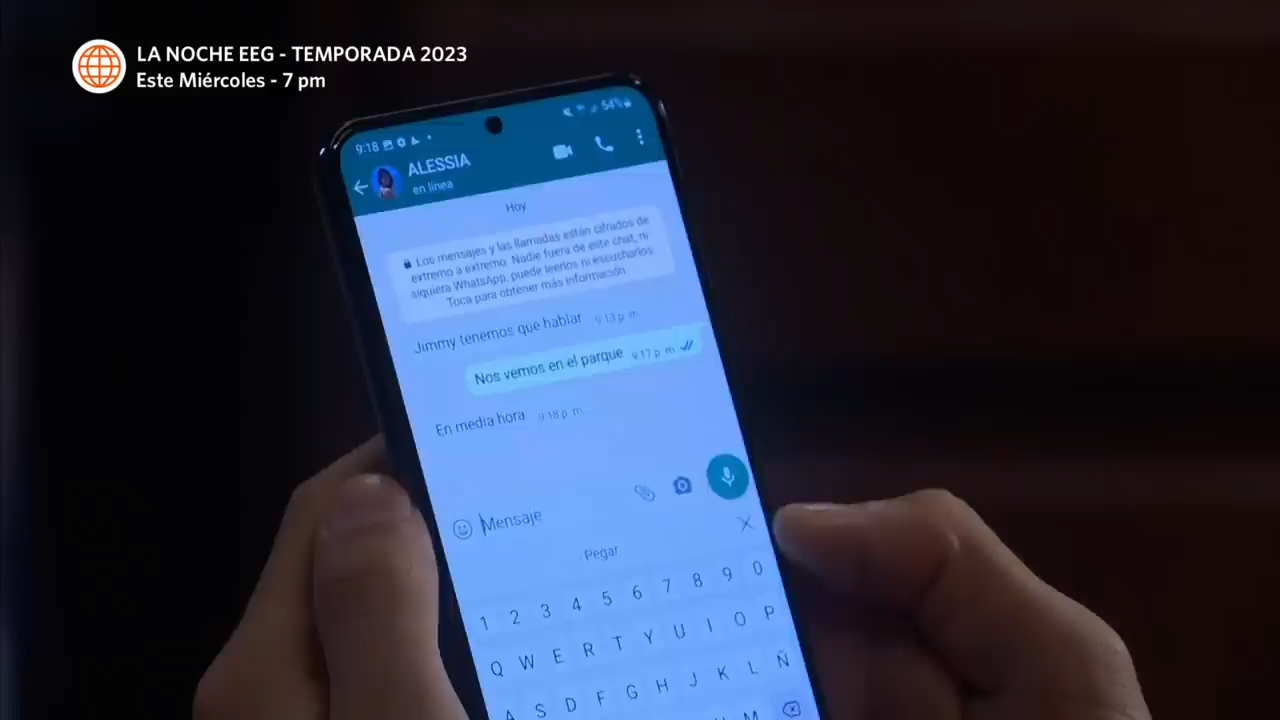 LA NOCHE EEG - TEMPORADA 2023
Este Miércoles - 7 pm
9:18
54%
ALESSIA
en línea
Hoy
Los mensajes y las llamadas están cifrados de
extremo a extremo. Nadie fuera de este chat, ni
siquiera WhatsApp, puede leerlos ni escucharlos.
Toca para obtener más información.
Jimmy tenemos que hablar 9:13 p. m.
Nos vemos en el parque 9:17 p. m.
En media hora 9:18 p. m.
Mensaje
Pegar
1 2 3 4 5 6 7 8 9 0
Q W E R T Y U I O P
A S D F G H J K L Ñ
M